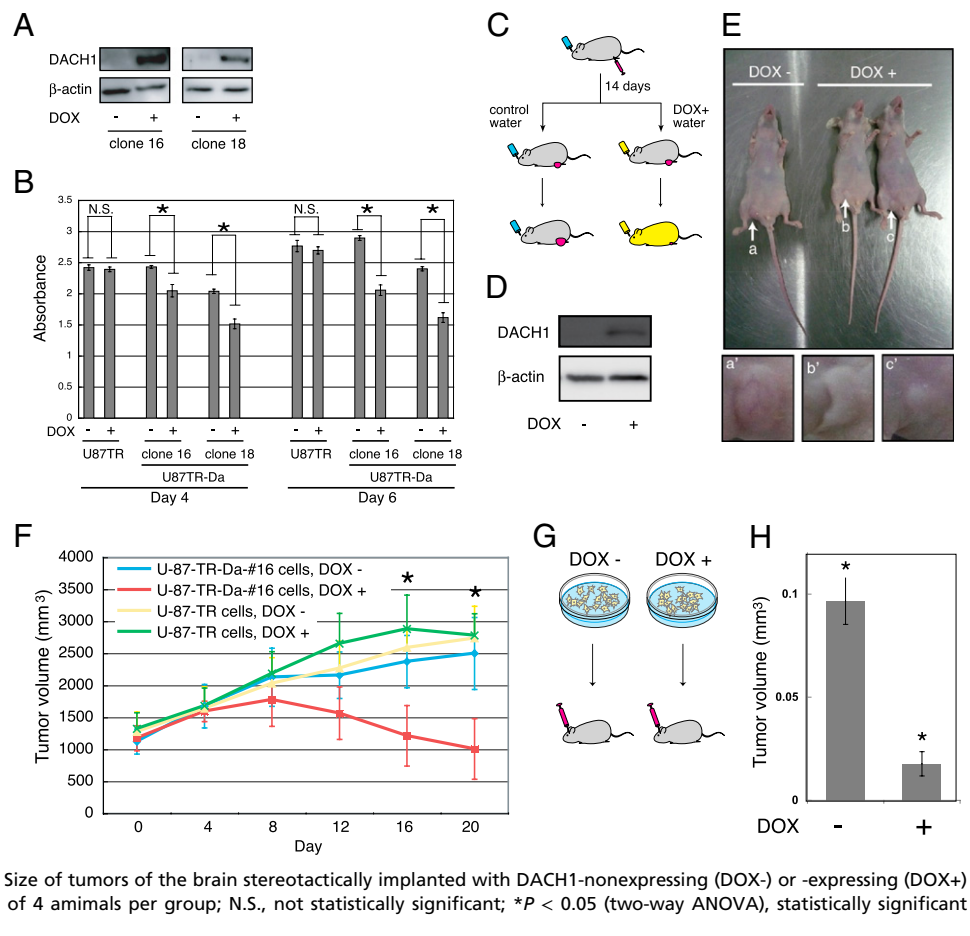 A
DACH1
β-actin
DOX - + - +
clone 16 clone 18
B
Absorbance
3.5
3
2.5
2
1.5
1
0.5
0
N.S. * * N.S. * *
DOX - + - + - + - + - + - +
U87TR clone 16 clone 18 U87TR clone 16 clone 18
U87TR-Da U87TR-Da
Day 4 Day 6
C
14 days
control water
DOX+ water
D
DACH1
β-actin
DOX - +
E
DOX - DOX +
a b c
a' b' c'
F
Tumor volume (mm3)
4000
3500
3000
2500
2000
1500
1000
500
0
U-87-TR-Da-#16 cells, DOX -
U-87-TR-Da-#16 cells, DOX +
U-87-TR cells, DOX -
U-87-TR cells, DOX +
* *
0 4 8 12 16 20
Day
G
DOX - DOX +
H
Tumor volume (mm3)
0.1
0.05
0
* *
DOX - +
Size of tumors of the brain stereotactically implanted with DACH1-nonexpressing (DOX-) or -expressing (DOX+)
of 4 amimals per group; N.S., not statistically significant; *P < 0.05 (two-way ANOVA), statistically significant